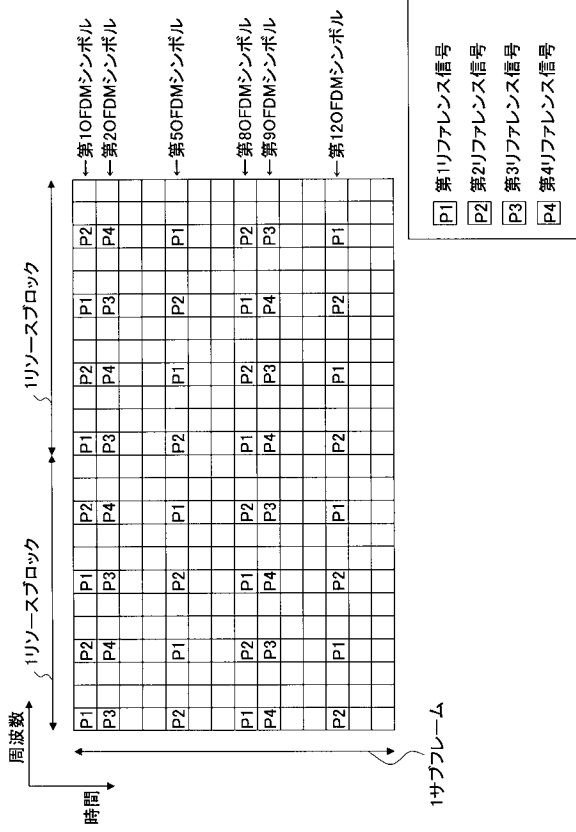 周波数
時間
1リソースブロック 1リソースブロック
P1 P2 P1 P2 P1 P2 P1 P2 ←第1OFDMシンボル
P3 P4 P3 P4 P3 P4 P3 P4 ←第2OFDMシンボル
P2 P1 P2 P1 P2 P1 P2 P1 ←第5OFDMシンボル
P1 P2 P1 P2 P1 P2 P1 P2 ←第8OFDMシンボル
P4 P3 P4 P3 P4 P3 P4 P3 ←第9OFDMシンボル
P2 P1 P2 P1 P2 P1 P2 P1 ←第12OFDMシンボル
1サブフレーム
P1 第1リファレンス信号
P2 第2リファレンス信号
P3 第3リファレンス信号
P4 第4リファレンス信号